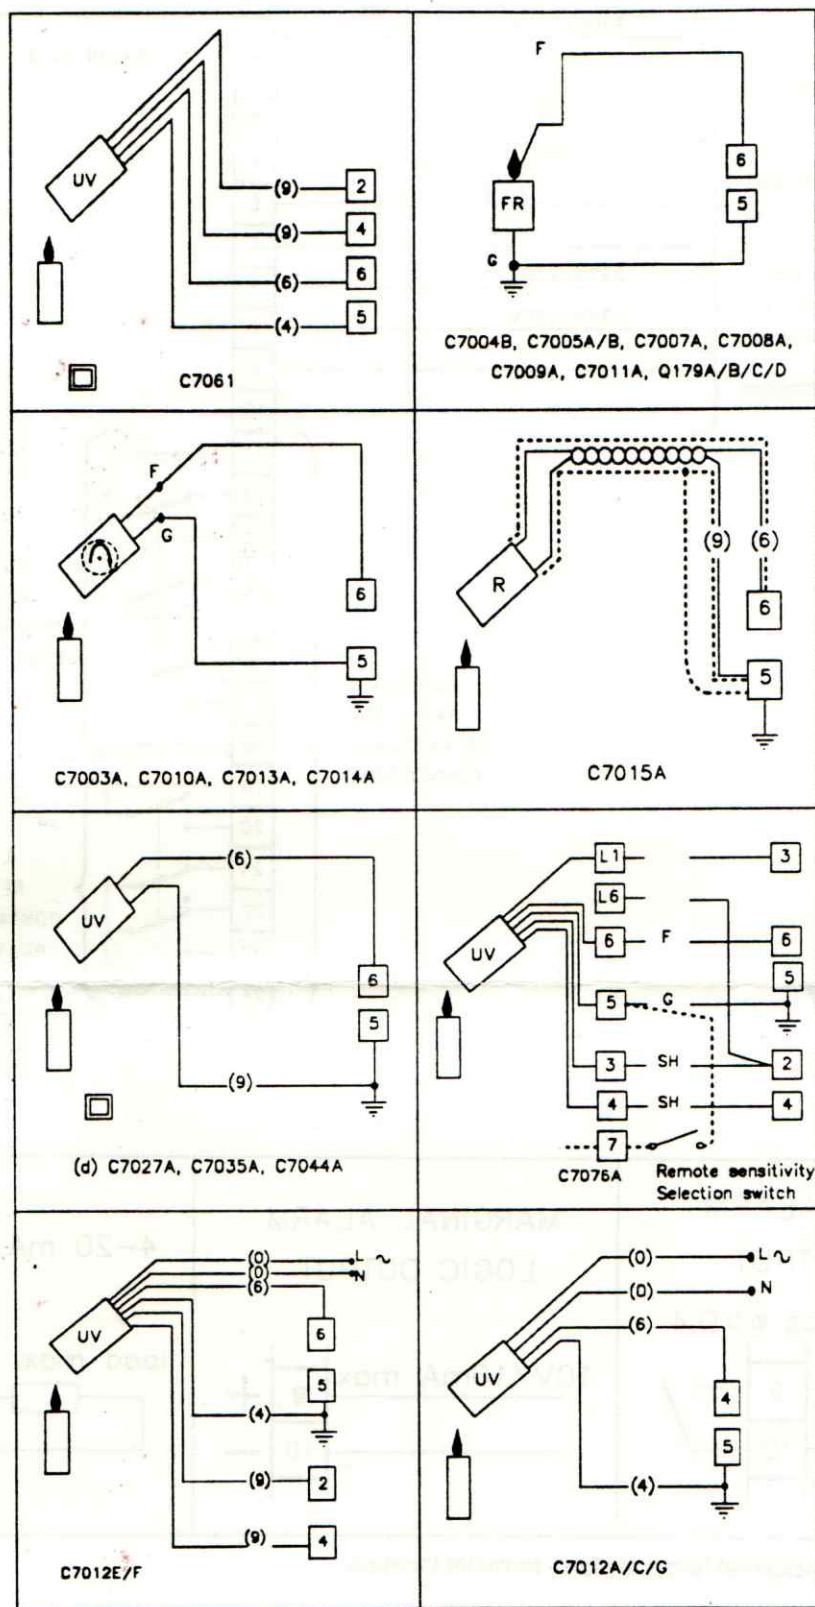 UV
(9) 2
(9) 4
(6) 6
(4) 5
C7061
F
6
FR
5
G
C7004B, C7005A/B, C7007A, C7008A,
C7009A, C7011A, Q179A/B/C/D
F
G
6
5
C7003A, C7010A, C7013A, C7014A
R
(9) (6)
6
5
C7015A
(6)
UV
6
5
(9)
(d) C7027A, C7035A, C7044A
L1 3
L6
UV
6 F 6
5
5 G
3 SH 2
4 SH 4
7
C7076A
Remote sensitivity
Selection switch
(0) L ~
(0) N
(6)
UV
6
5
(4)
(9) 2
(9) 4
C7012E/F
(0) L ~
(0) N
(6)
UV
4
5
(4)
C7012A/C/G